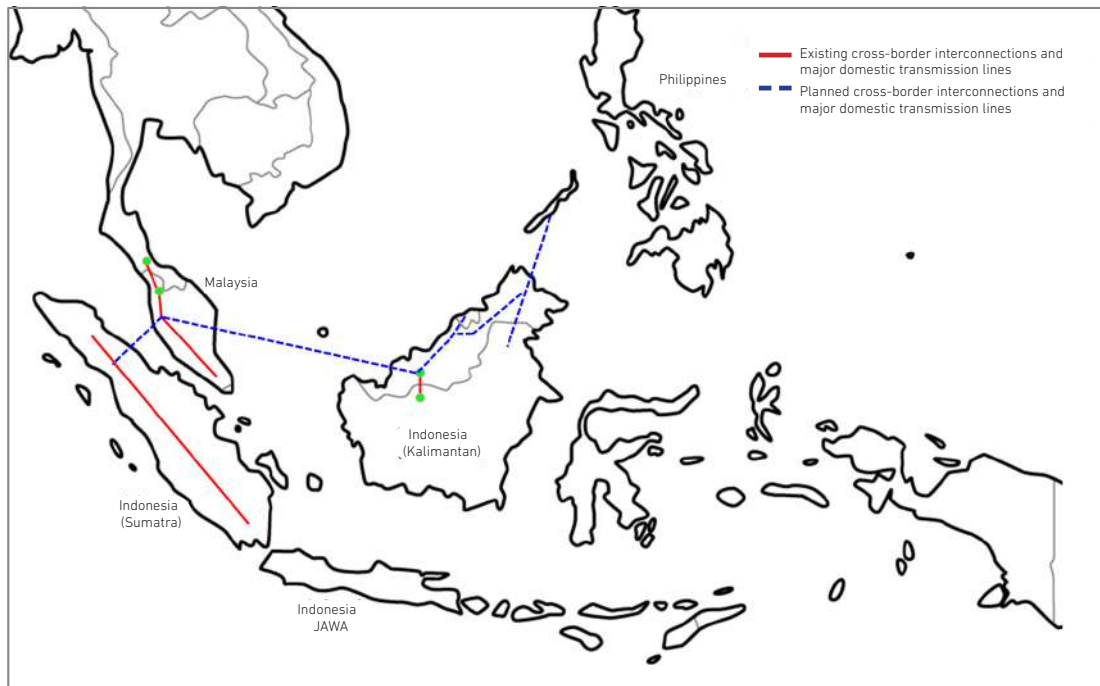 Existing cross-border interconnections and
major domestic transmission lines
Philippines
Planned cross-border interconnections and
major domestic transmission lines
Malaysia
Indonesia
(Kalimantan)
Indonesia
(Sumatra)
Indonesia
JAWA